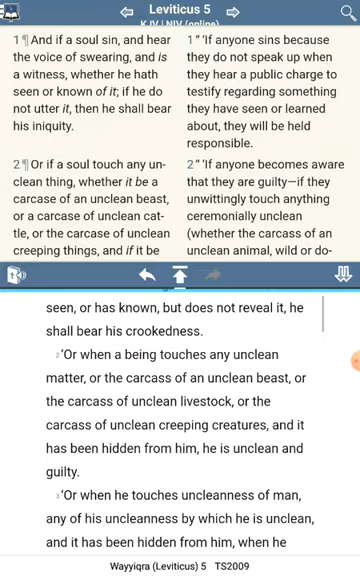 Leviticus 5
KJV | NIV (online)
1 ¶ And if a soul sin, and hear
the voice of swearing, and is
a witness, whether he hath
seen or known of it; if he do
not utter it, then he shall bear
his iniquity.
2 ¶ Or if a soul touch any un-
clean thing, whether it be a
carcase of an unclean beast,
or a carcase of unclean cat-
tle, or the carcase of unclean
creeping things, and if it be
1 “ ‘If anyone sins because
they do not speak up when
they hear a public charge to
testify regarding something
they have seen or learned
about, they will be held
responsible.
2 “ ‘If anyone becomes aware
that they are guilty—if they
unwittingly touch anything
ceremonially unclean
(whether the carcass of an
unclean animal, wild or do-
seen, or has known, but does not reveal it, he
shall bear his crookedness.
2 ‘Or when a being touches any unclean
matter, or the carcass of an unclean beast, or
the carcass of unclean livestock, or the
carcass of unclean creeping creatures, and it
has been hidden from him, he is unclean and
guilty.
3 ‘Or when he touches uncleanness of man,
any of his uncleanness by which he is unclean,
and it has been hidden from him, when he
Wayyiqra (Leviticus) 5 TS2009